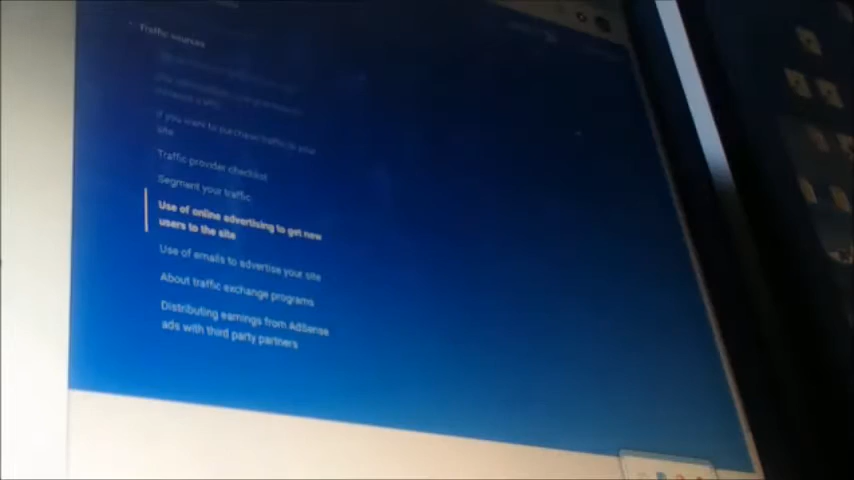 Traffic sources
If you want to purchase traffic to your
site
Traffic provider checklist
Segment your traffic
Use of online advertising to get new
users to the site
Use of emails to advertise your site
About traffic exchange programs
Distributing earnings from AdSense
ads with third party partners